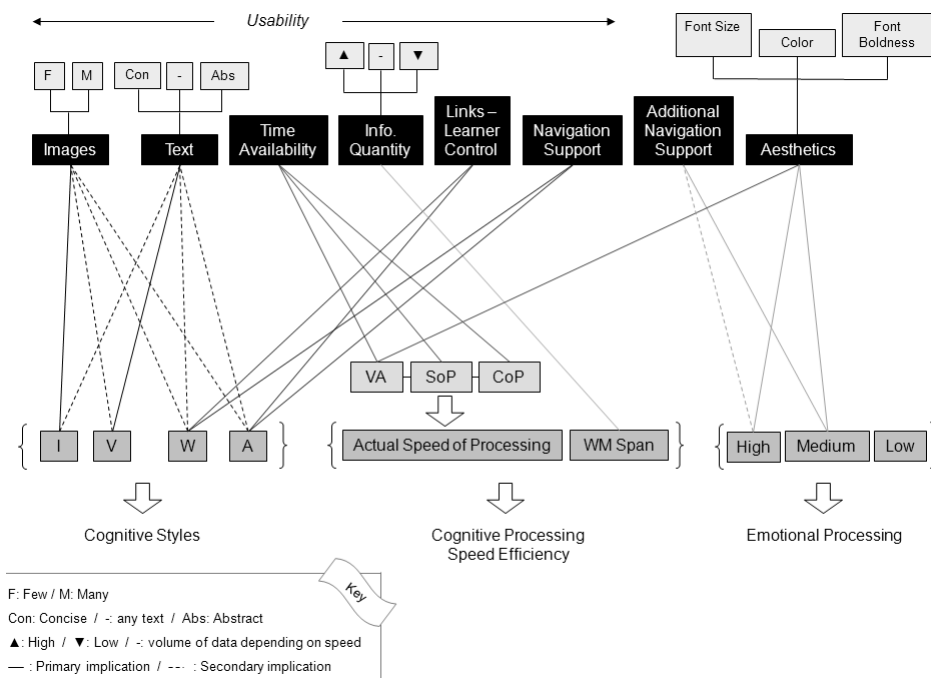 Usability
Font Size
Color
Font
Boldness
▲
-
▼
F
M
Con
-
Abs
Images
Text
Time
Availability
Info.
Quantity
Links –
Learner
Control
Navigation
Support
Additional
Navigation
Support
Aesthetics
VA
SoP
CoP
I
V
W
A
Actual Speed of Processing
WM Span
High
Medium
Low
Cognitive Styles
Cognitive Processing
Speed Efficiency
Emotional Processing
Key
F: Few / M: Many
Con: Concise / -: any text / Abs: Abstract
▲: High / ▼: Low / -: volume of data depending on speed
— : Primary implication / --- : Secondary implication